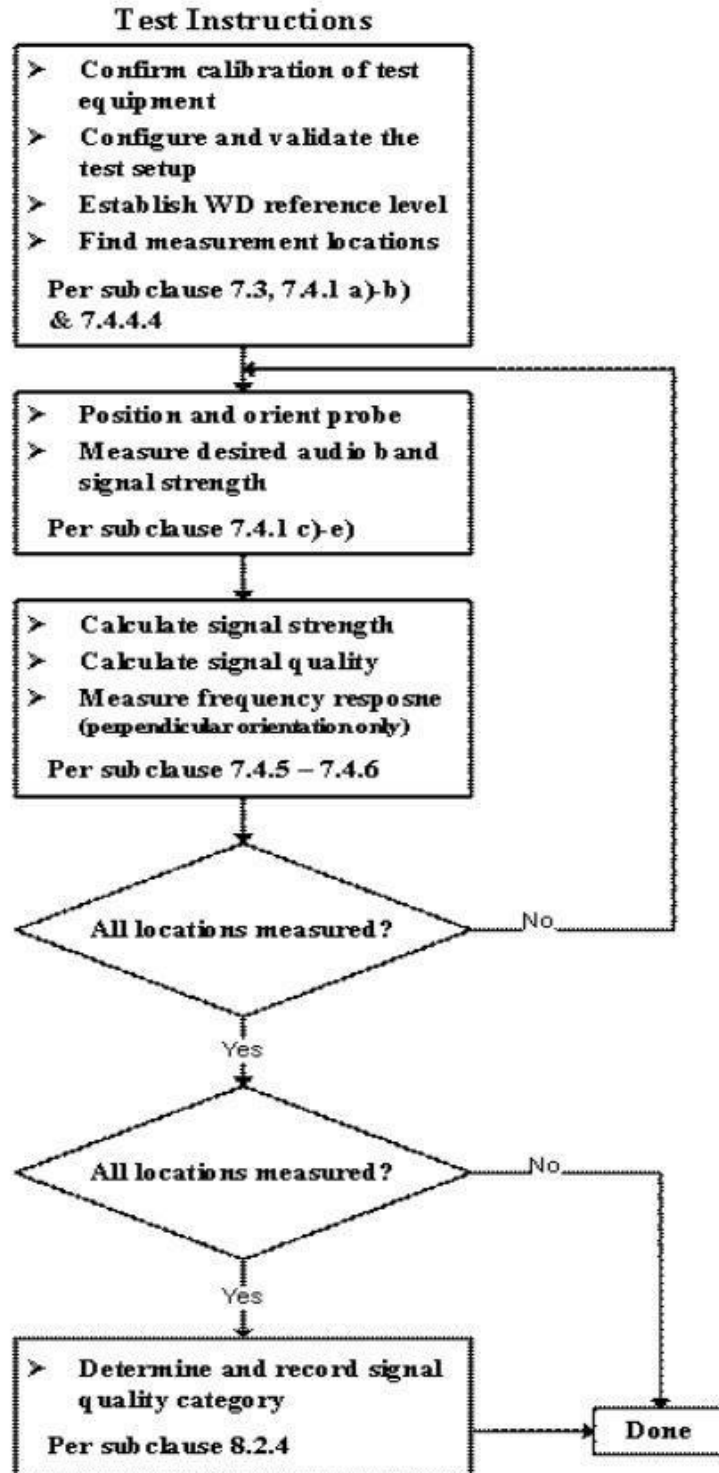 Test Instructions
➢ Confirm calibration of test
equipment
➢ Configure and validate the
test setup
➢ Establish WD reference level
➢ Find measurement locations
Per subclause 7.3, 7.4.1 a)-b)
& 7.4.4.4
➢ Position and orient probe
➢ Measure desired audio band
signal strength
Per subclause 7.4.1 c)-e)
➢ Calculate signal strength
➢ Calculate signal quality
➢ Measure frequency resposne
(perpendicular orientation only)
Per subclause 7.4.5 – 7.4.6
All locations measured?
No
Yes
All locations measured?
No
Yes
➢ Determine and record signal
quality category
Per subclause 8.2.4
Done